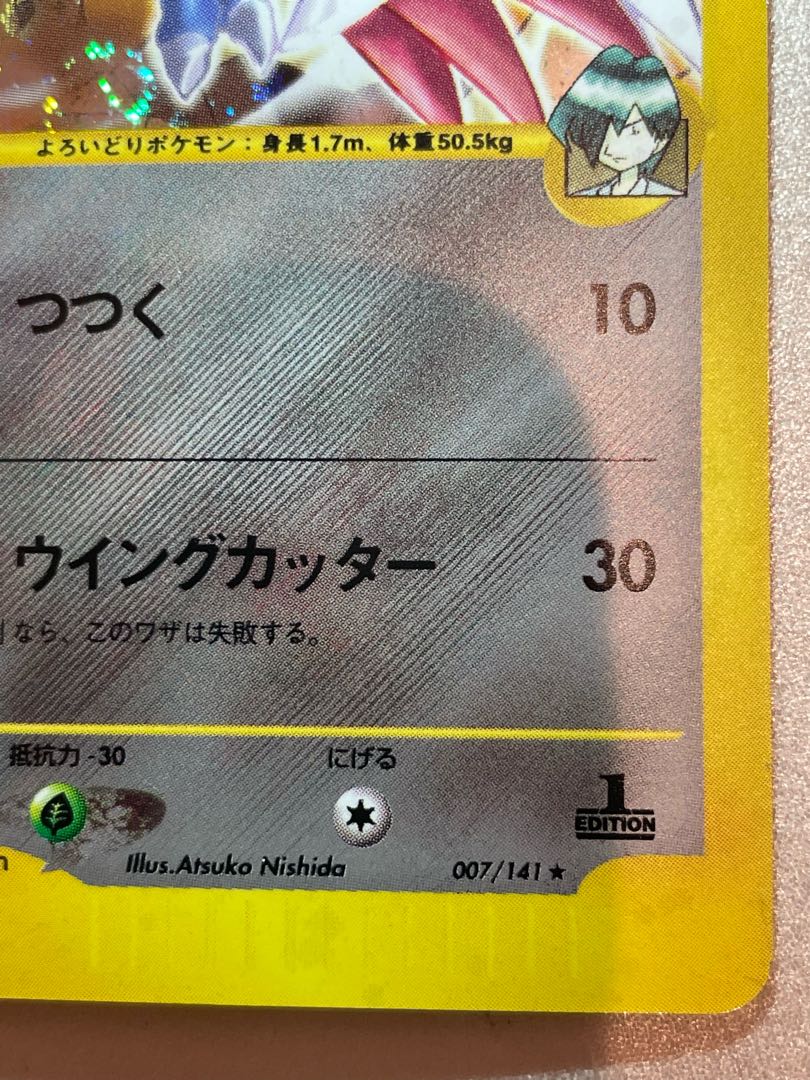 よろいどりポケモン：身長1.7m、体重50.5kg
つつく 10
ウイングカッター 30
なら、このワザは失敗する。
抵抗力 -30 にげる
1
EDITION
Illus.Atsuko Nishida 007/141 ★